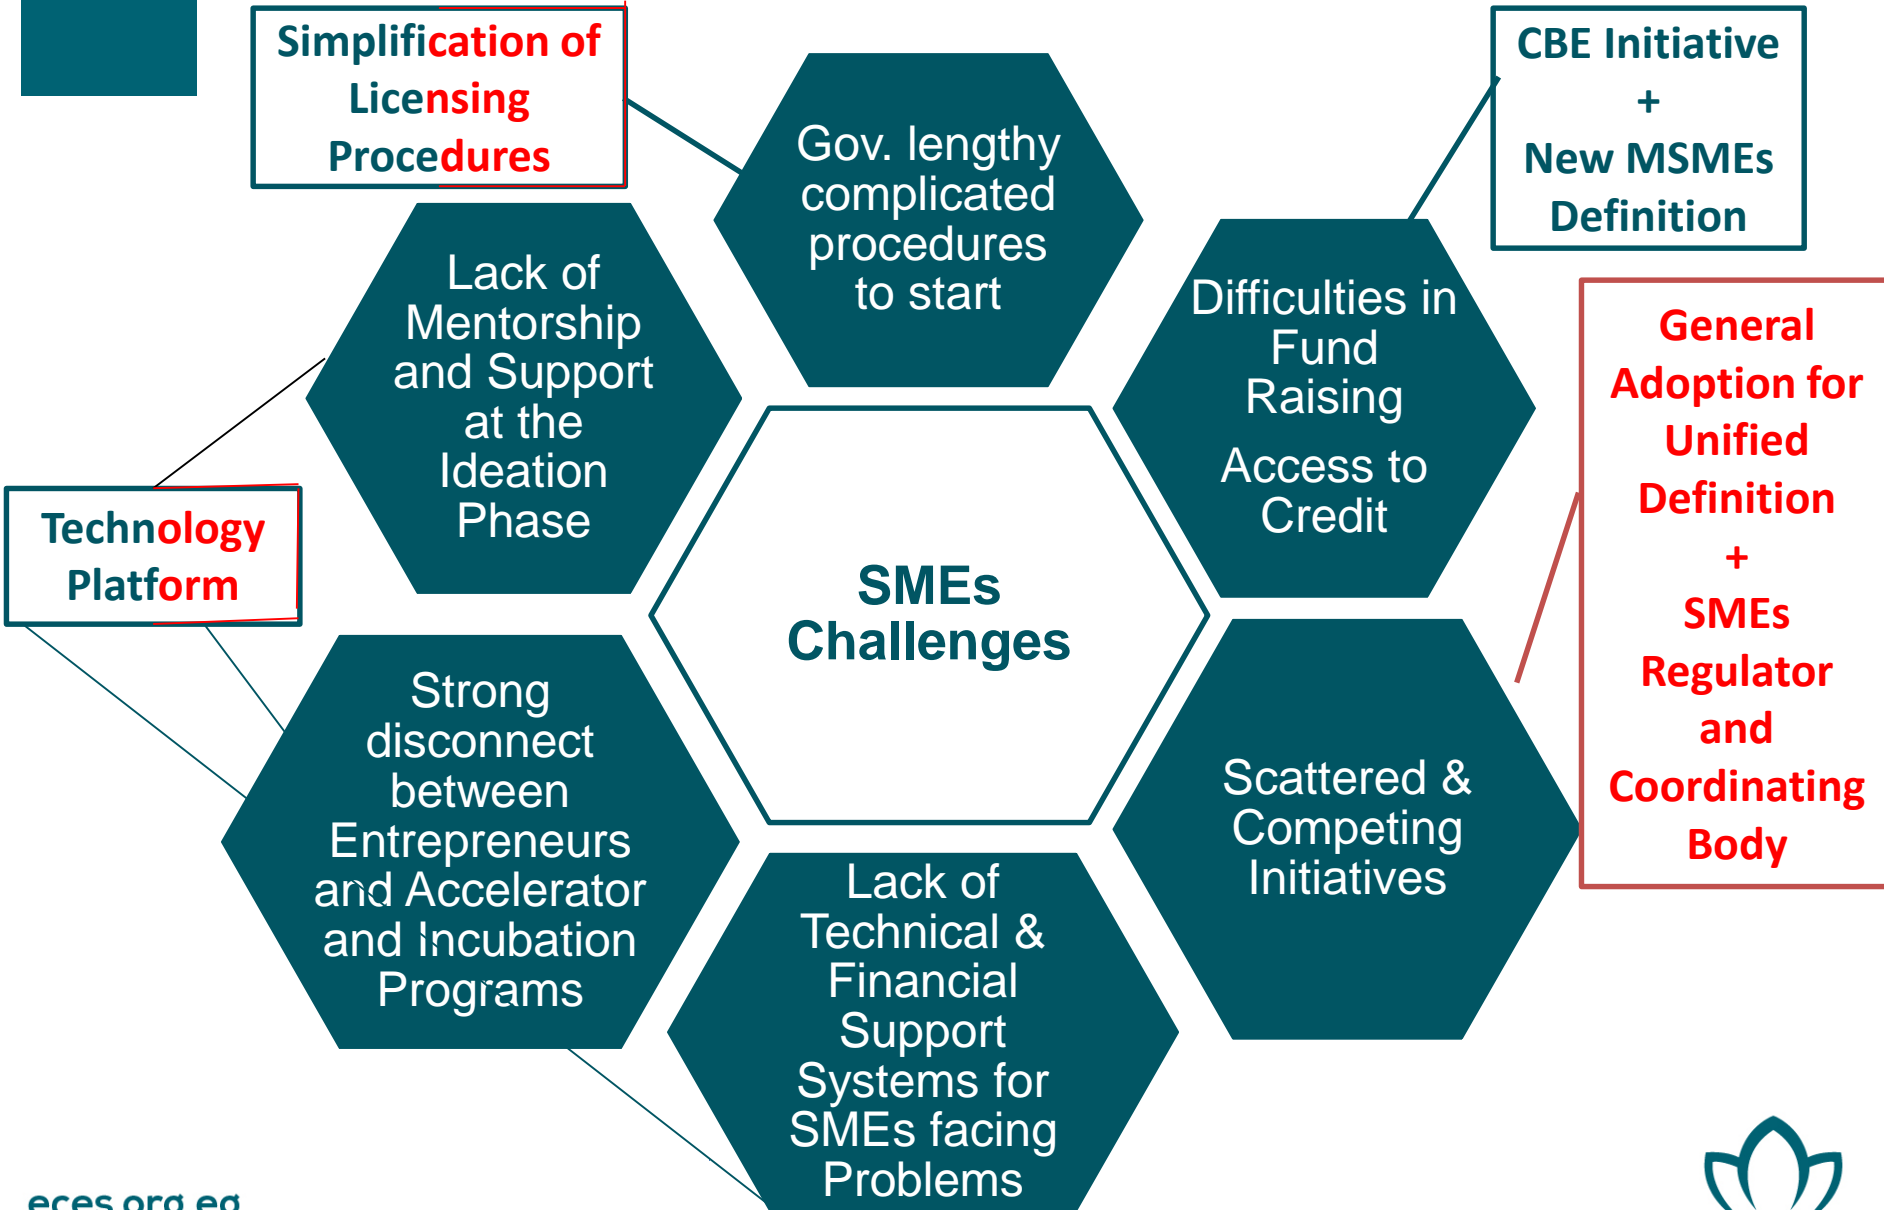 Simplification of
Licensing
Procedures
Gov. lengthy
complicated
procedures
to start
CBE Initiative
+
New MSMEs
Definition
Lack of
Mentorship
and Support
at the
Ideation
Phase
Difficulties in
Fund
Raising
Access to
Credit
General
Adoption for
Unified
Definition
+
SMEs
Regulator
and
Coordinating
Body
Technology
Platform
SMEs
Challenges
Strong
disconnect
between
Entrepreneurs
and Accelerator
and Incubation
Programs
Scattered &
Competing
Initiatives
Lack of
Technical &
Financial
Support
Systems for
SMEs facing
Problems
eces.org.eg